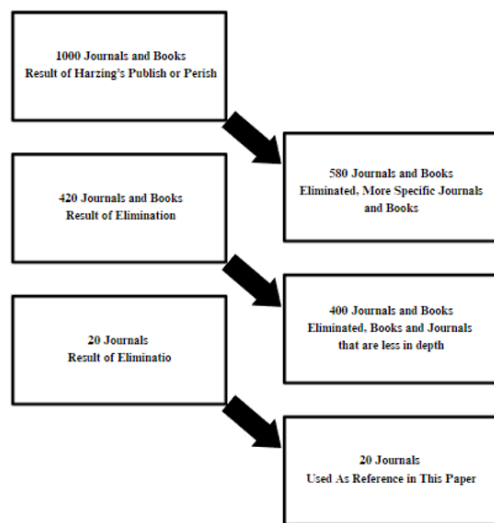 1000 Journals and Books
Result of Harzing's Publish or Perish
580 Journals and Books
Eliminated, More Specific Journals
and Books
420 Journals and Books
Result of Elimination
400 Journals and Books
Eliminated, Books and Journals
that are less in depth
20 Journals
Result of Eliminatio
20 Journals
Used As Reference in This Paper